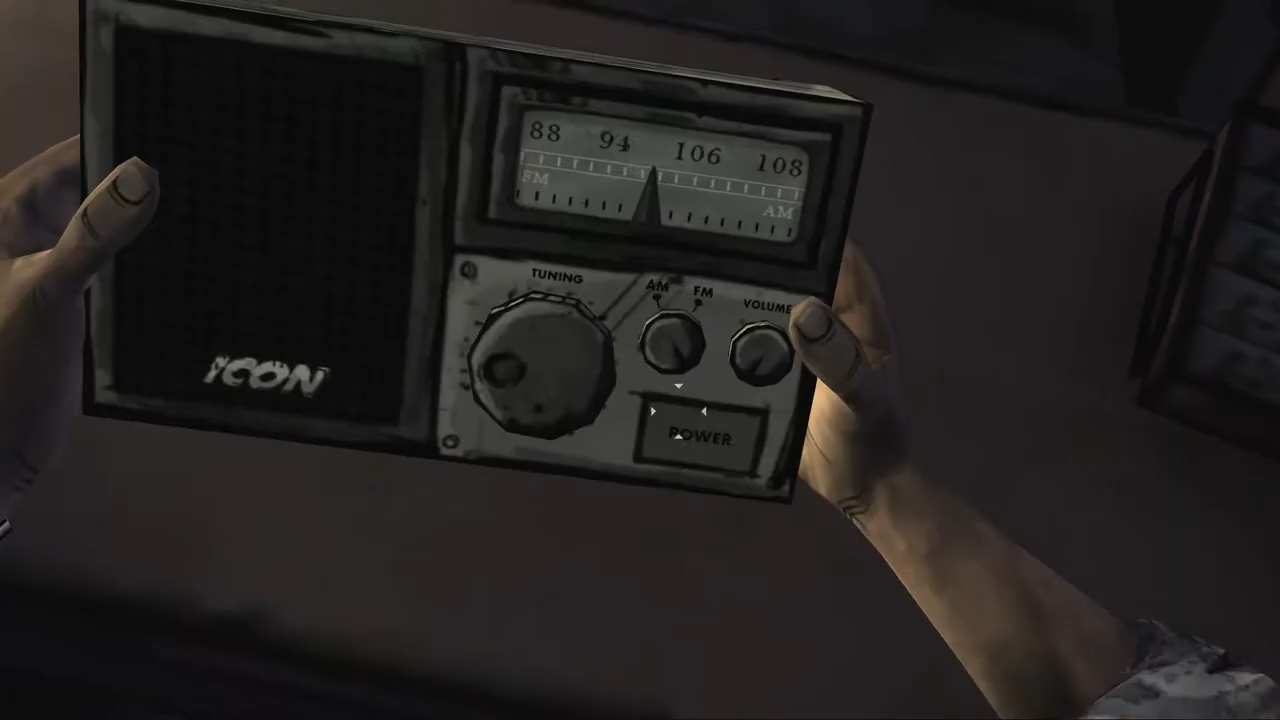 88 94 106 108
FM
AM
TUNING
AM FM
VOLUME
ICON
POWER